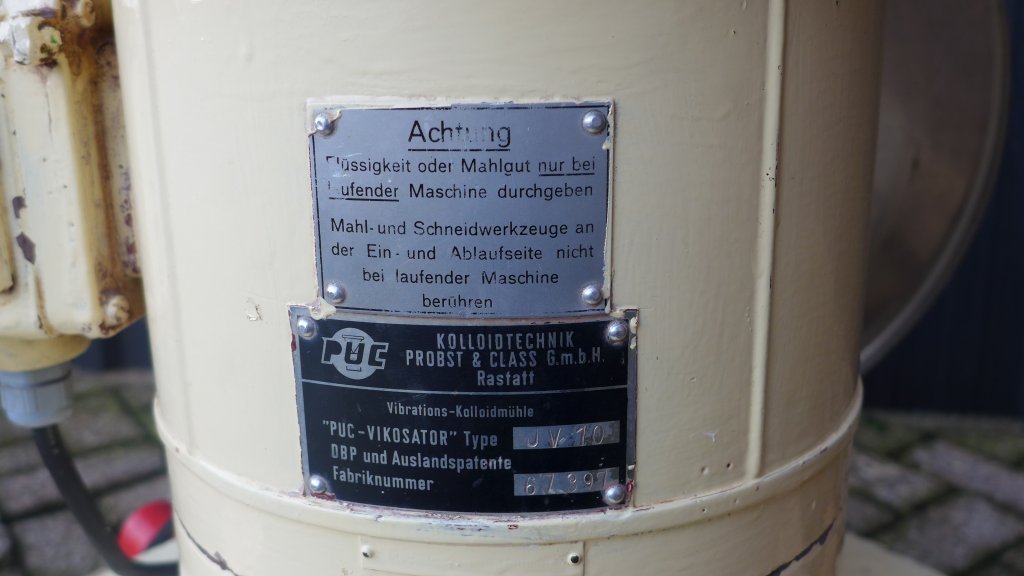 Achtung
Flüssigkeit oder Mahlgut nur bei
laufender Maschine durchgeben
Mahl- und Schneidwerkzeuge an
der Ein- und Ablaufseite nicht
bei laufender Maschine
berühren
PUC
KOLLOIDTECHNIK
PROBST & CLASS G.m.b.H.
Rastatt
Vibrations-Kolloidmühle
"PUC-VIKOSATOR" Type JV 10
DBP und Auslandspatente
Fabriknummer